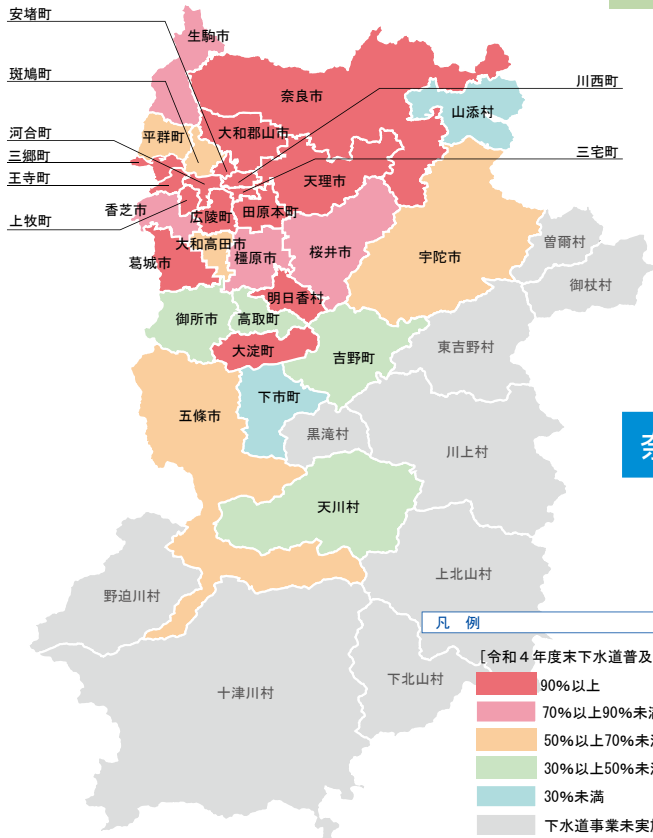 安堵町
生駒市
斑鳩町
奈良市
川西町
山添村
平群町
大和郡山市
河合町
三郷町
三宅町
王寺町
天理市
香芝市
上牧町
広陵町
田原本町
大和高田市
橿原市
桜井市
宇陀市
曽爾村
葛城市
御杖村
明日香村
御所市
高取町
大淀町
吉野町
東吉野村
下市町
五條市
黒滝村
川上村
天川村
上北山村
野迫川村
凡 例
[令和4年度末下水道普及
下北山村
十津川村
90%以上
70%以上90%未満
50%以上70%未満
30%以上50%未満
30%未満
下水道事業未実施